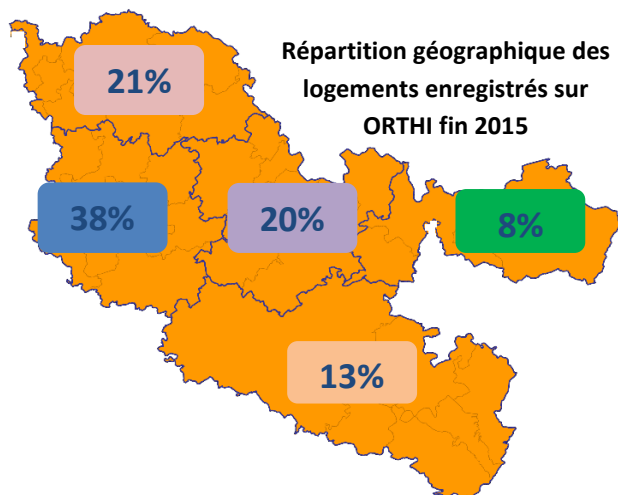 Répartition géographique des
logements enregistrés sur
ORTHI fin 2015
21%
38%
20%
8%
13%